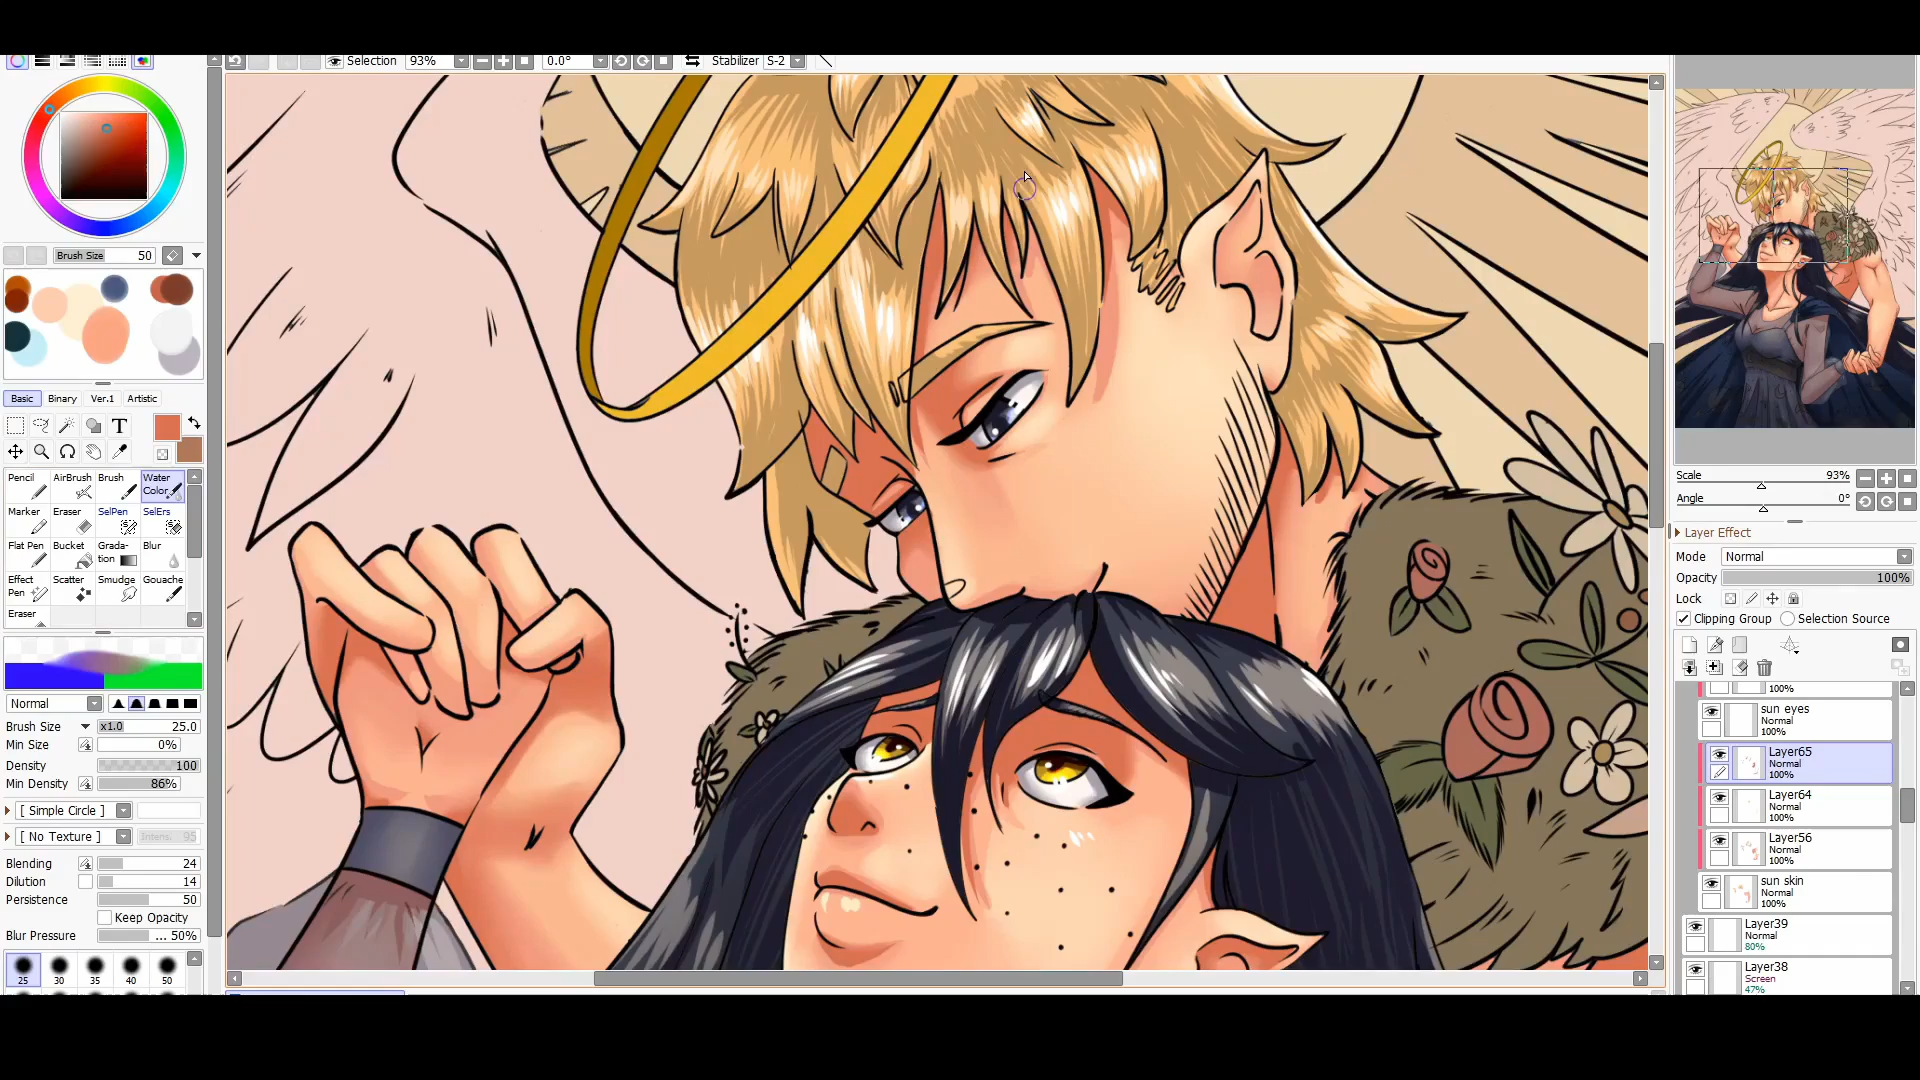 Selection 93% 0.0° Stabilizer S-2
Brush Size 50
Basic Binary Ver.1 Artistic
T
Pencil AirBrush Brush Water Color
Marker Eraser SelPen SelErs
Flat Pen Bucket Grada-tion Blur
Effect Pen Scatter Smudge Gouache
Eraser
Normal
Brush Size x1.0 25.0
Min Size 0%
Density 100
Min Density 86%
[ Simple Circle ]
[ No Texture ] Intens. 95
Blending 24
Dilution 14
Persistence 50
Keep Opacity
Blur Pressure ... 50%
25 30 35 40 50
Scale 93%
Angle 0°
Layer Effect
Mode Normal
Opacity 100%
Lock
Clipping Group Selection Source
100%
sun eyes
Normal
100%
Layer65
Normal
100%
Layer64
Normal
100%
Layer56
Normal
100%
sun skin
Normal
100%
Layer39
Normal
80%
Layer38
Screen
47%